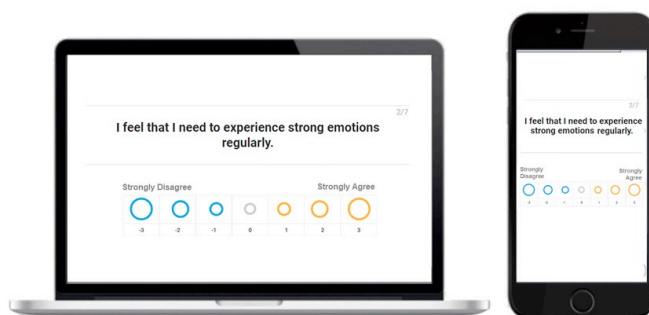 2/7
I feel that I need to experience strong emotions
regularly.
Strongly Disagree
Strongly Agree
-3
-2
-1
0
1
2
3
2/7
I feel that I need to experience
strong emotions regularly.
Strongly
Disagree
Strongly
Agree